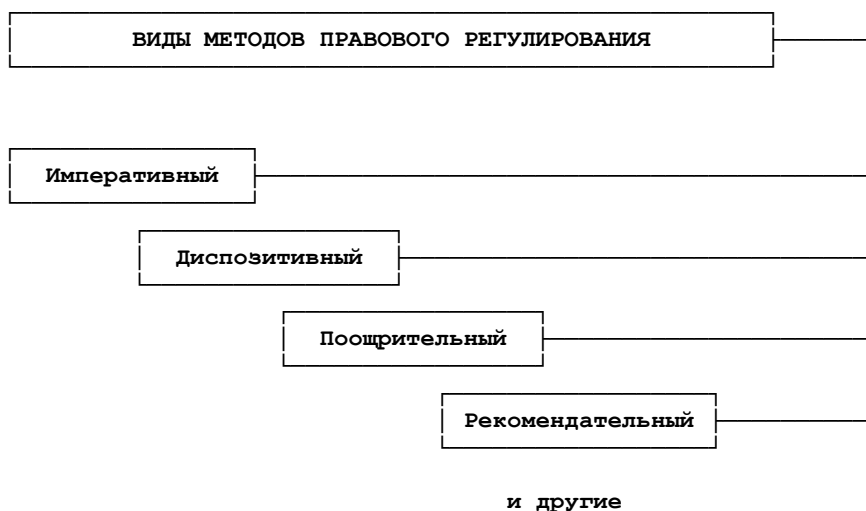 ВИДЫ МЕТОДОВ ПРАВОВОГО РЕГУЛИРОВАНИЯ
Императивный
Диспозитивный
Поощрительный
Рекомендательный
и другие